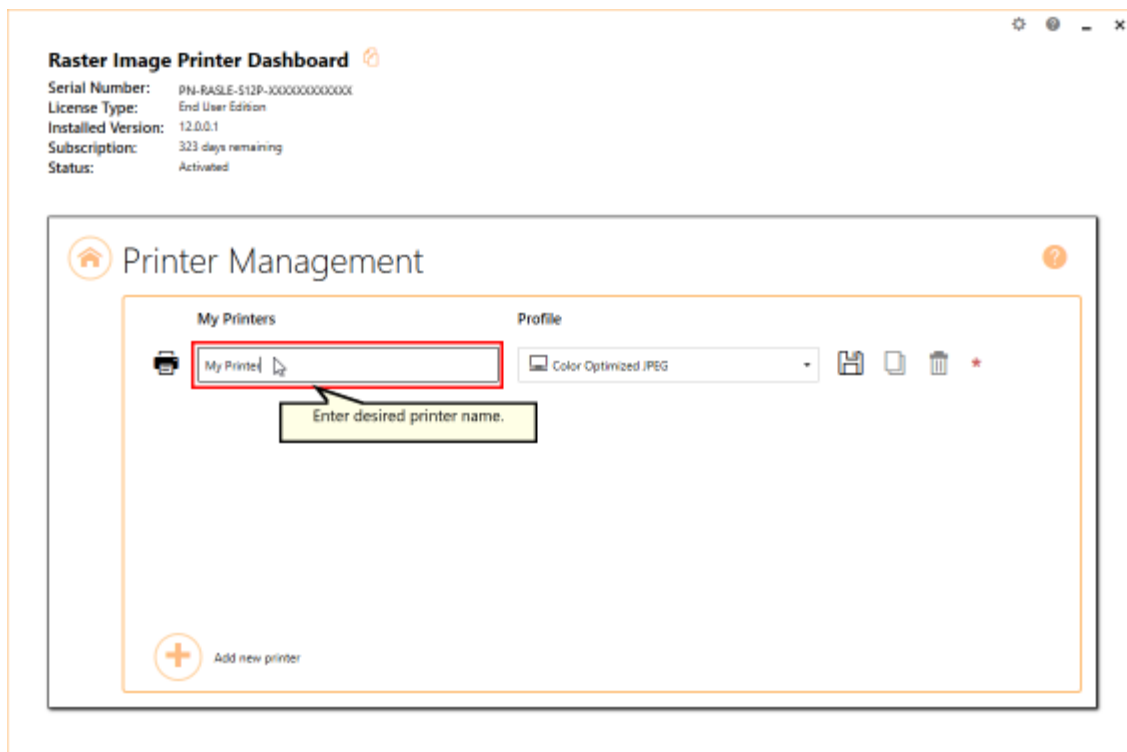 Raster Image Printer Dashboard
Serial Number: PN-RASLE-S12P-XXXXXXXXXXXX
License Type: End User Edition
Installed Version: 12.0.0.1
Subscription: 323 days remaining
Status: Activated
Printer Management
?
My Printers Profile
My Printer Color Optimized JPEG *
Enter desired printer name.
Add new printer